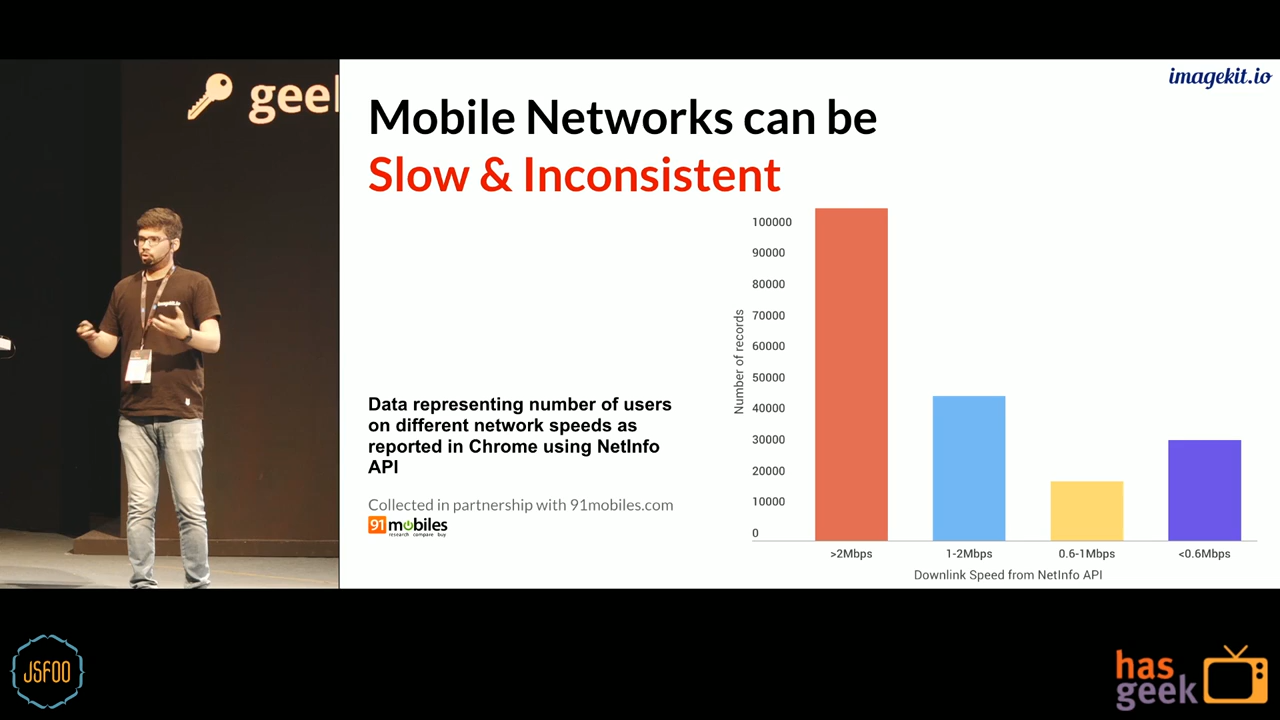 geel
imagekit.io
Mobile Networks can be
Slow & Inconsistent
imagekit.io
Data representing number of users
on different network speeds as
reported in Chrome using NetInfo
API
Collected in partnership with 91mobiles.com
91 mobiles
research compare buy
Number of records
100000
90000
80000
70000
60000
50000
40000
30000
20000
10000
0
>2Mbps
1-2Mbps
0.6-1Mbps
<0.6Mbps
Downlink Speed from NetInfo API
JSFOO
has
geek